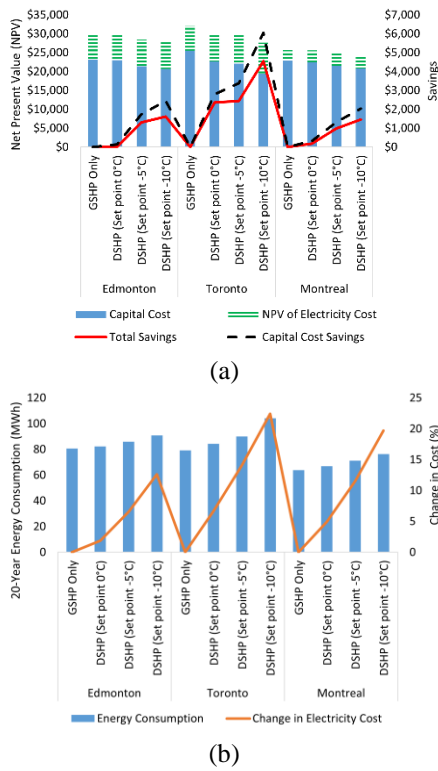 Net Present Value (NPV)
$35,000
$30,000
$25,000
$20,000
$15,000
$10,000
$5,000
$0
$7,000
$6,000
$5,000
$4,000
$3,000
$2,000
$1,000
$0
Savings
GSHP Only
DSHP (Set point 0°C)
DSHP (Set point -5°C)
DSHP (Set point -10°C)
GSHP Only
DSHP (Set point 0°C)
DSHP (Set point -5°C)
DSHP (Set point -10°C)
GSHP Only
DSHP (Set point 0°C)
DSHP (Set point -5°C)
DSHP (Set point -10°C)
Edmonton
Toronto
Montreal
Capital Cost
NPV of Electricity Cost
Total Savings
Capital Cost Savings
(a)
20-Year Energy Consumption (MWh)
120
100
80
60
40
20
0
25
20
15
10
5
0
Change in Cost (%)
GSHP Only
DSHP (Set point 0°C)
DSHP (Set point -5°C)
DSHP (Set point -10°C)
GSHP Only
DSHP (Set point 0°C)
DSHP (Set point -5°C)
DSHP (Set point -10°C)
GSHP Only
DSHP (Set point 0°C)
DSHP (Set point -5°C)
DSHP (Set point -10°C)
Edmonton
Toronto
Montreal
Energy Consumption
Change in Electricity Cost
(b)